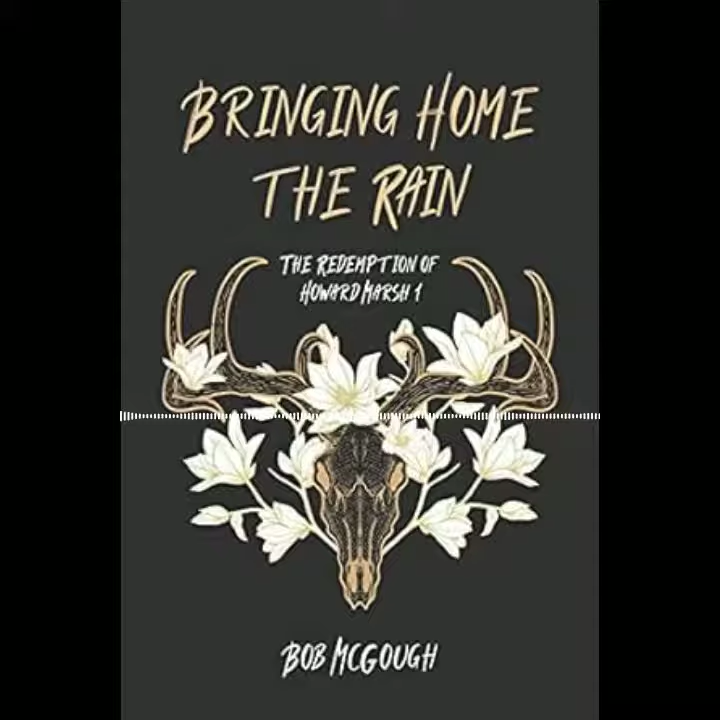 BRINGING HOME
THE RAIN
THE REDEMPTION OF
HOWARD MARSH 1
BOB MCGOUGH